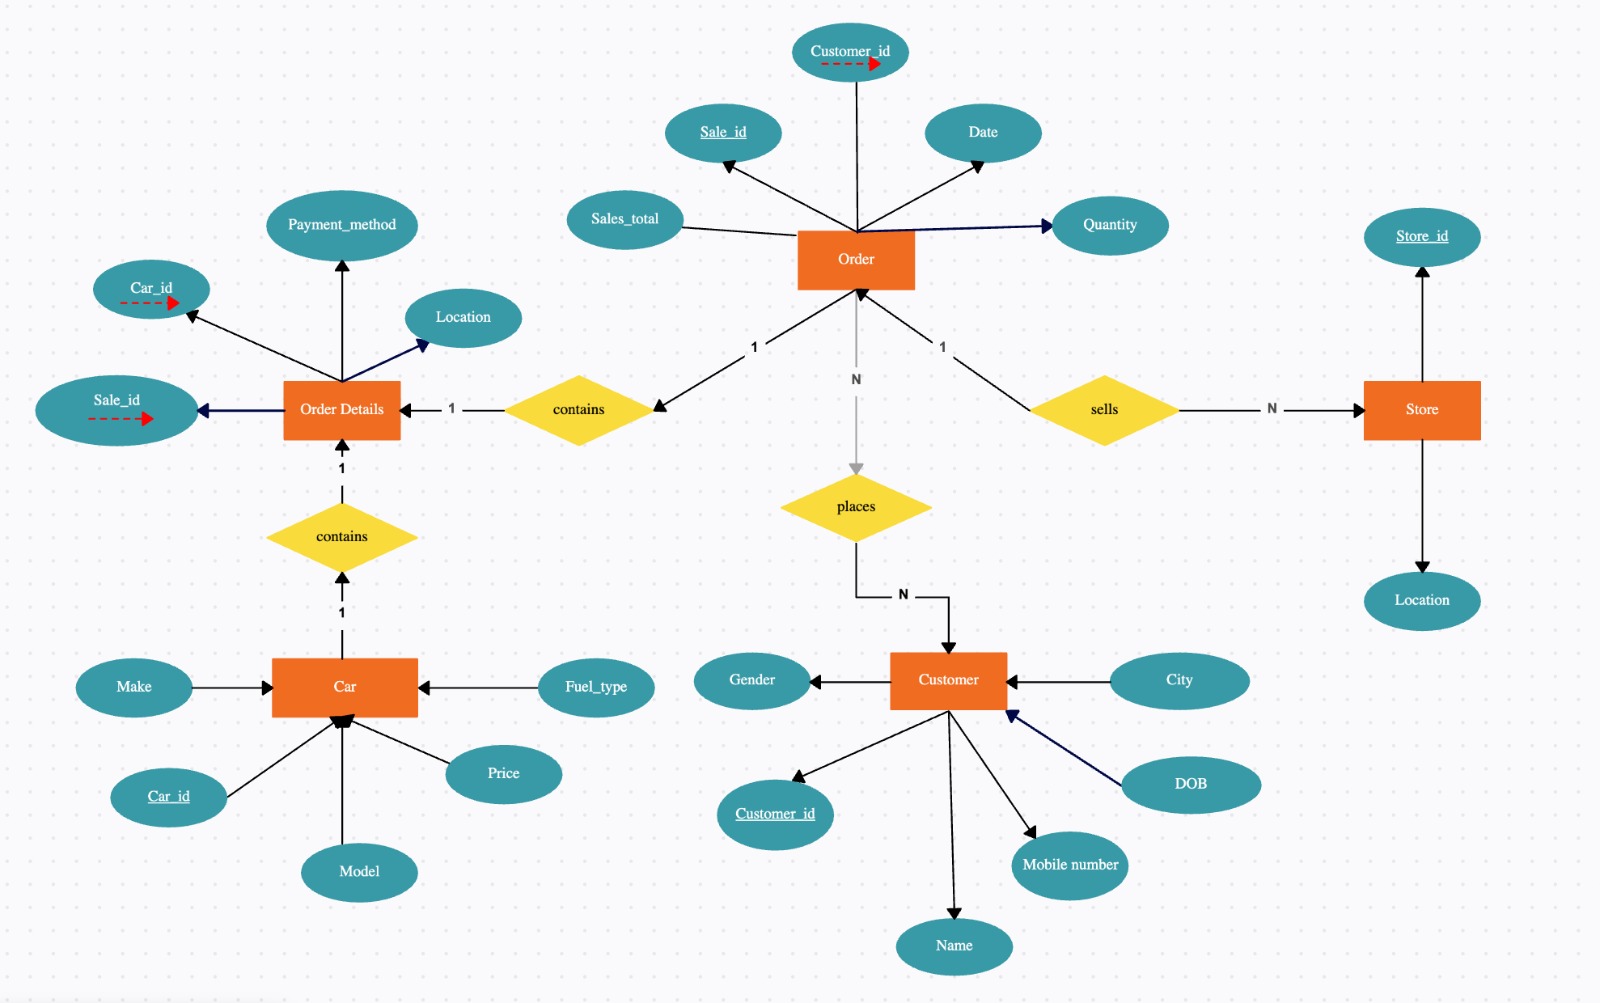 Customer_id
Sale_id
Date
Sales_total
Quantity
Order
Payment_method
Store_id
Car_id
Location
1
1
N
Sale_id
Order Details
1
contains
sells
N
Store
1
places
contains
N
Location
1
Make
Car
Fuel_type
Gender
Customer
City
Price
DOB
Car_id
Customer_id
Model
Mobile number
Name